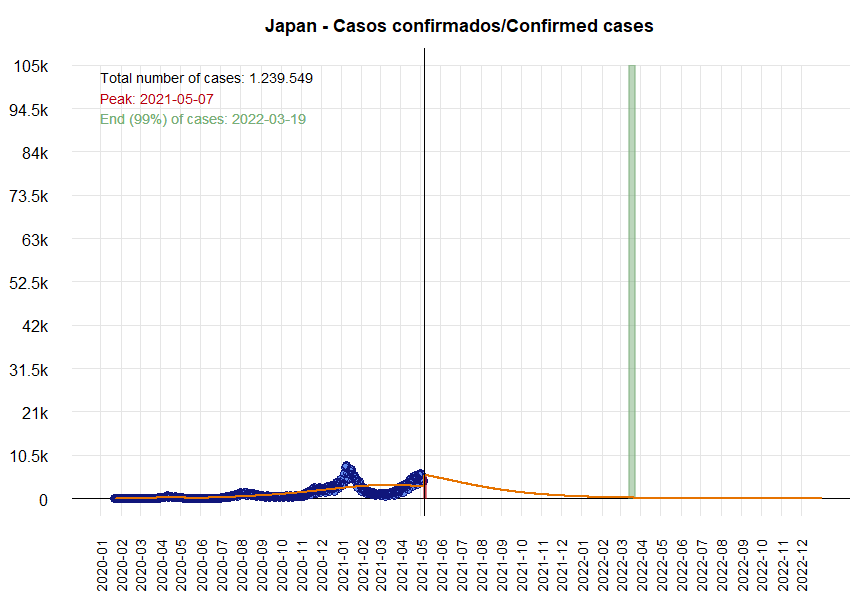 Japan - Casos confirmados/Confirmed cases
105k
Total number of cases: 1.239.549
Peak: 2021-05-07
94.5k
End (99%) of cases: 2022-03-19
84k
73.5k
63k
52.5k
42k
31.5k
21k
10.5k
0
2020-01
2020-02
2020-03
2020-04
2020-05
2020-06
2020-07
2020-08
2020-09
2020-10
2020-11
2020-12
2021-01
2021-02
2021-03
2021-04
2021-05
2021-06
2021-07
2021-08
2021-09
2021-10
2021-11
2021-12
2022-01
2022-02
2022-03
2022-04
2022-05
2022-06
2022-07
2022-08
2022-09
2022-10
2022-11
2022-12